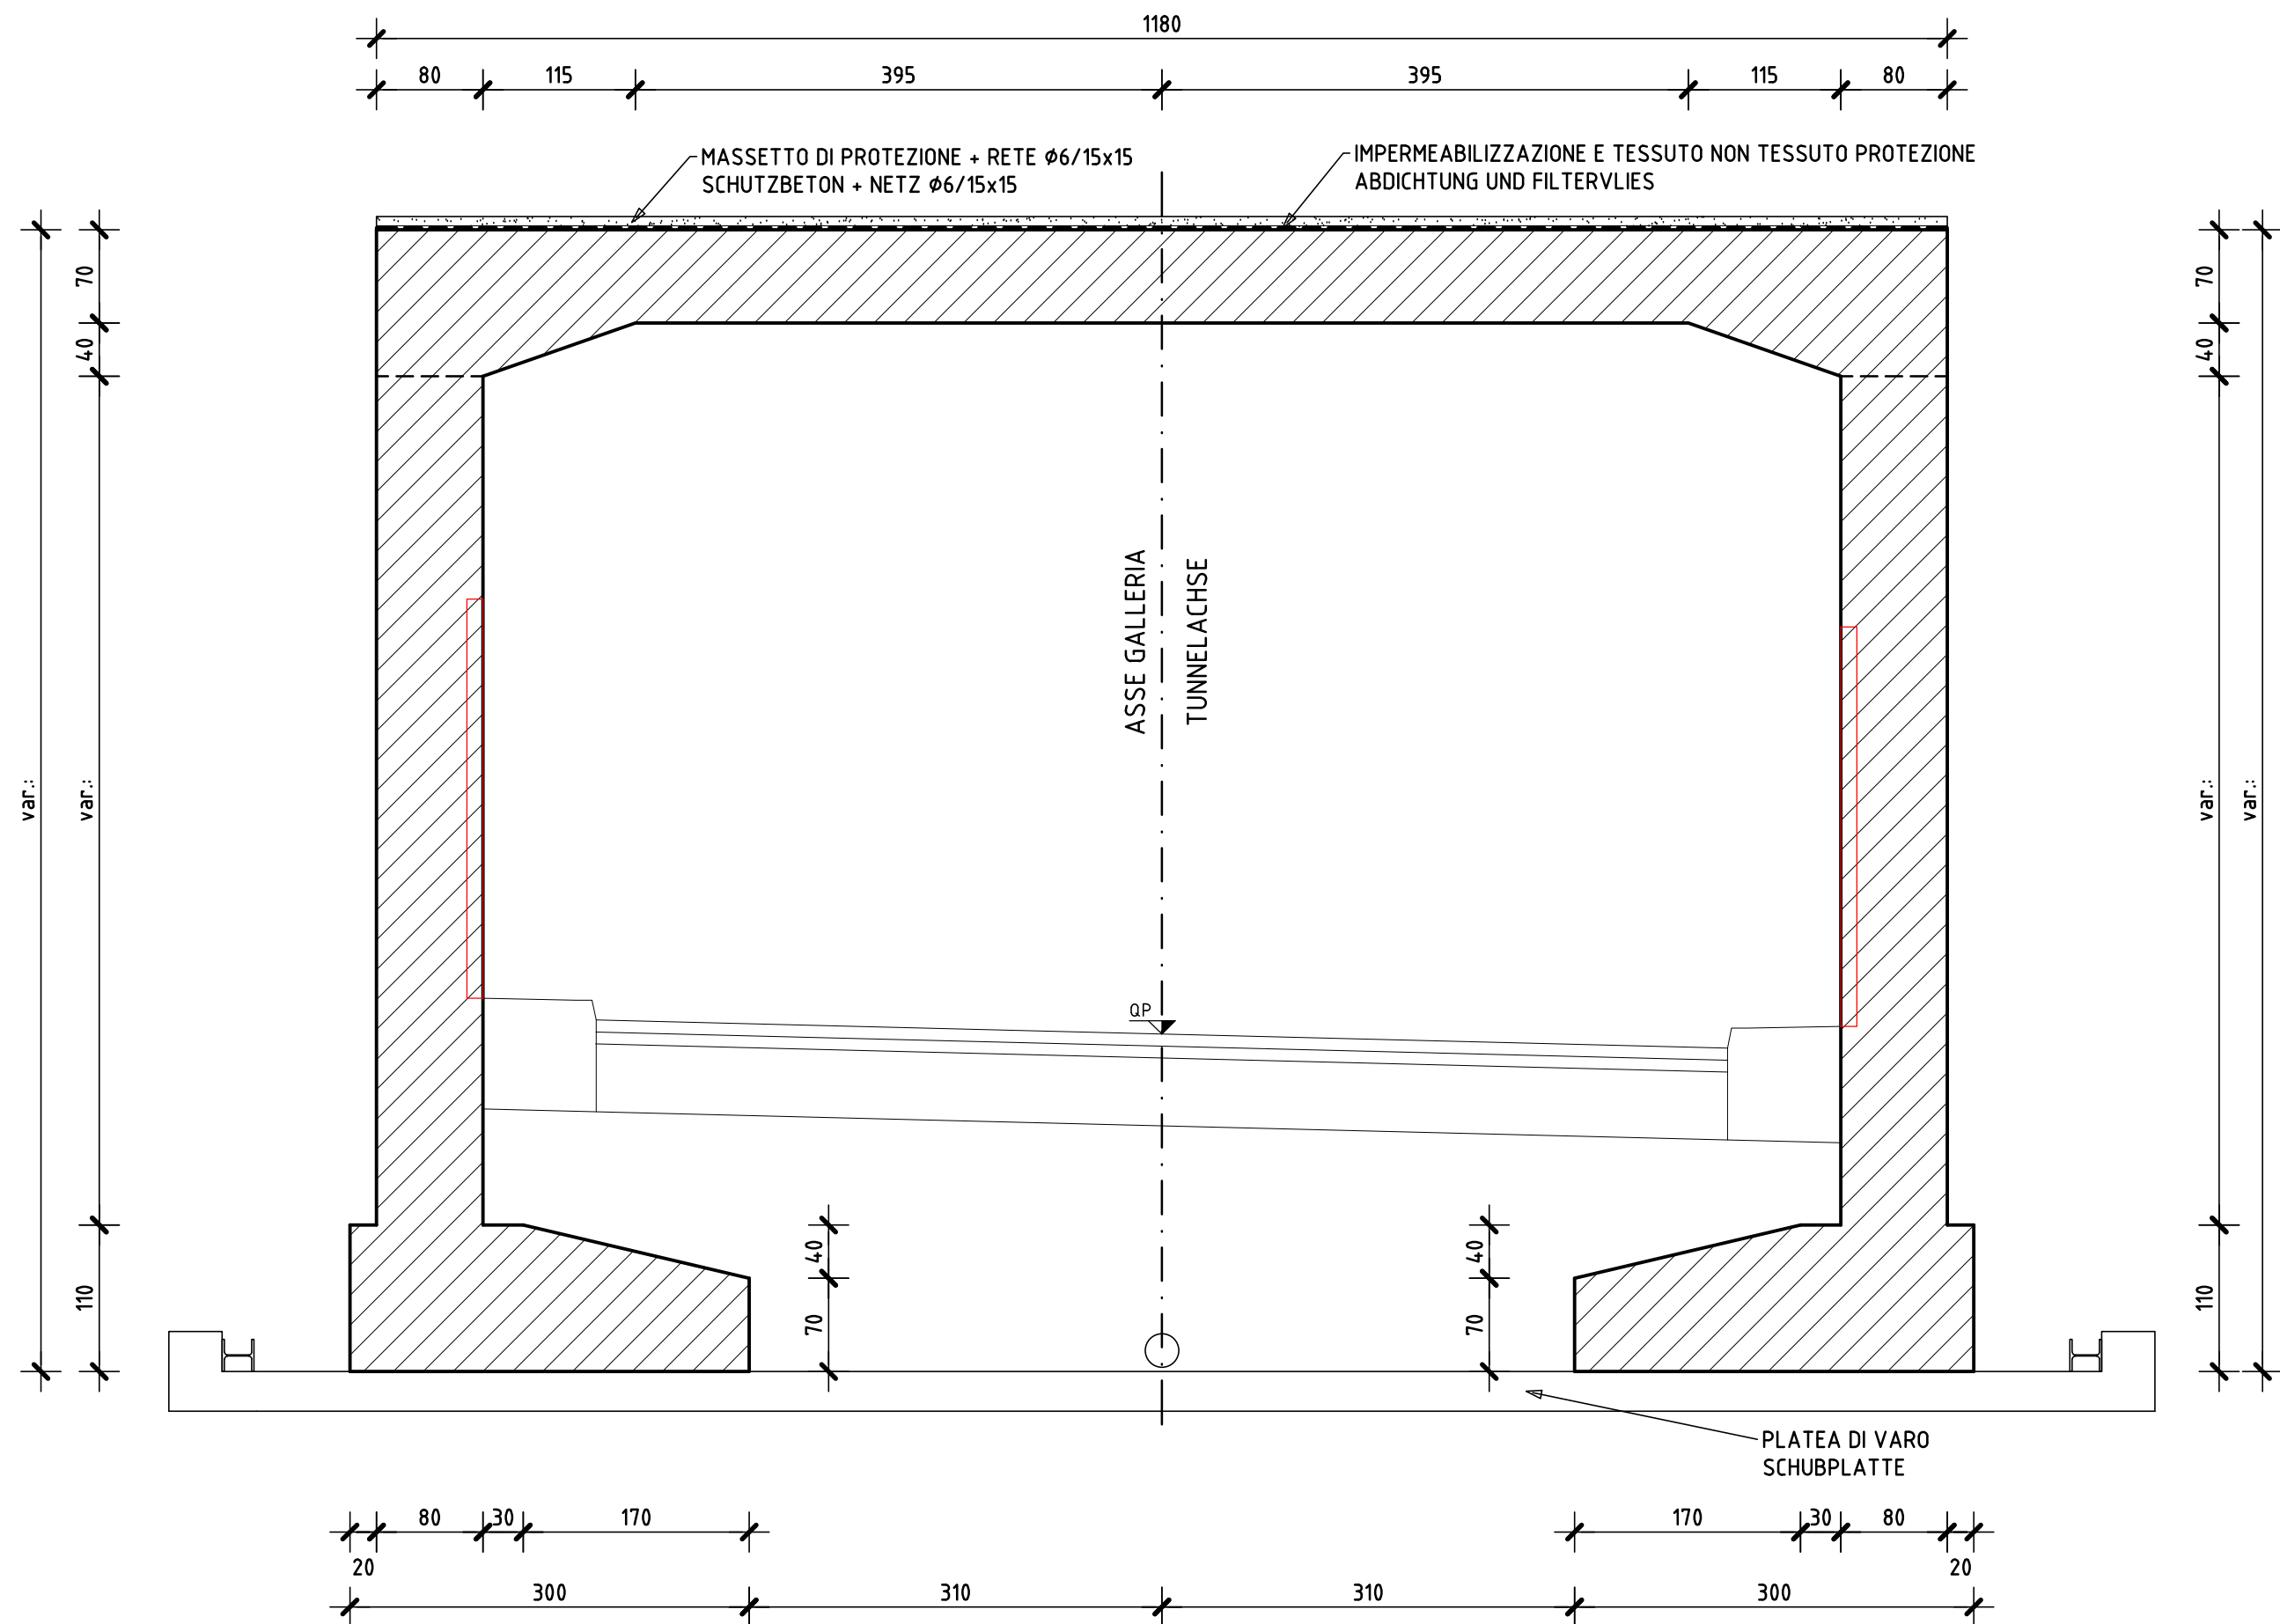 1180
80 115 395 395 115 80
MASSETTO DI PROTEZIONE + RETE Ø6/15x15
SCHUTZBETON + NETZ Ø6/15x15
IMPERMEABILIZZAZIONE E TESSUTO NON TESSUTO PROTEZIONE
ABDICHTUNG UND FILTERVLIES
70
40
var.:
var.:
110
70
40
var.:
var.:
110
ASSE GALLERIA
TUNNELACHSE
QP
40
70
40
70
PLATEA DI VARO
SCHUBPLATTE
80 30 170 170 30 80
20 20
300 310 310 300